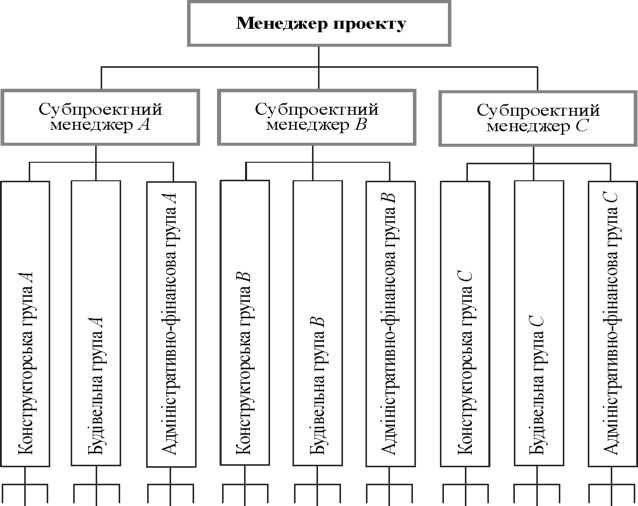 Менеджер проекту
Субпроектний
менеджер A
Субпроектний
менеджер B
Субпроектний
менеджер C
Конструкторська група A
Будівельна група A
Адміністративно-фінансова група A
Конструкторська група B
Будівельна група B
Адміністративно-фінансова група B
Конструкторська група C
Будівельна група C
Адміністративно-фінансова група C